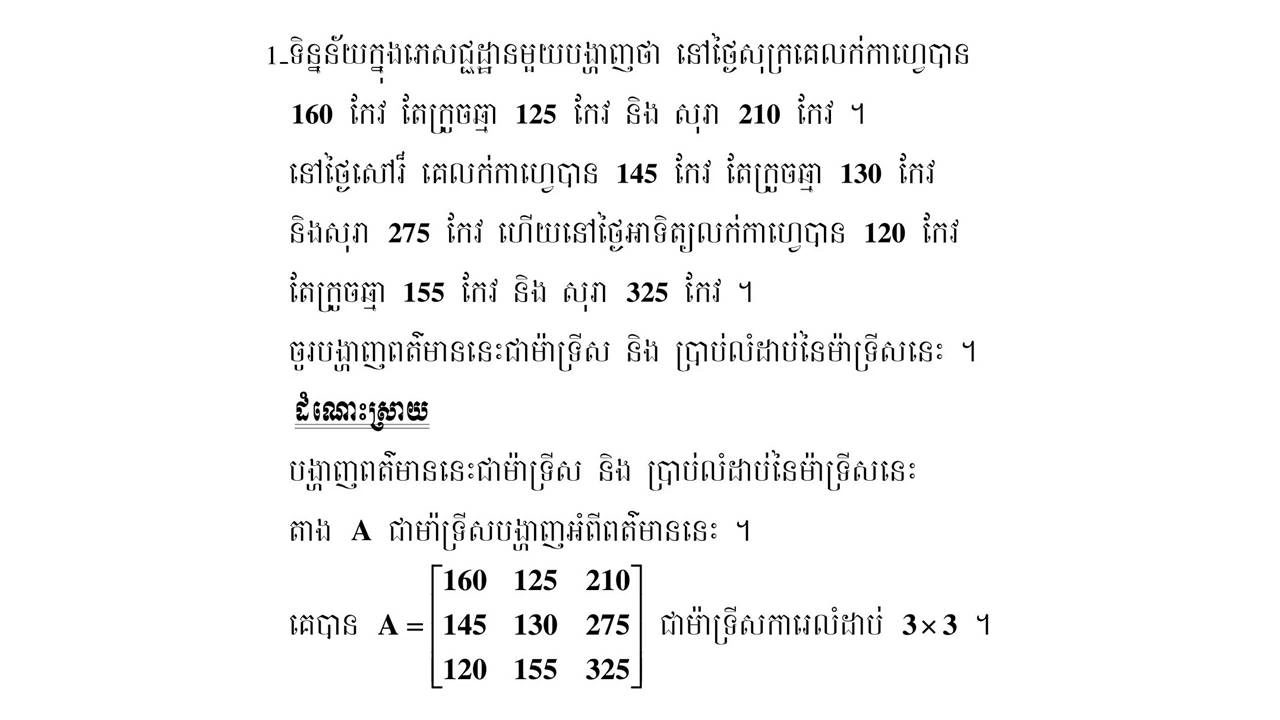 1-ទិន្នន័យក្នុងភេសជ្ជដ្ឋានមួយបង្ហាញថា នៅថ្ងៃសុក្រគេលក់កាហ្វេបាន
160 កែវ តែក្រូចឆ្មា 125 កែវ និង សុរា 210 កែវ ។
នៅថ្ងៃសៅរ៍ គេលក់កាហ្វេបាន 145 កែវ តែក្រូចឆ្មា 130 កែវ
និងសុរា 275 កែវ ហើយនៅថ្ងៃអាទិត្យលក់កាហ្វេបាន 120 កែវ
តែក្រូចឆ្មា 155 កែវ និង សុរា 325 កែវ ។
ចូរបង្ហាញពត៌មាននេះជាម៉ាទ្រីស និង ប្រាប់លំដាប់នៃម៉ាទ្រីសនេះ ។
ដំណោះស្រាយ
បង្ហាញពត៌មាននេះជាម៉ាទ្រីស និង ប្រាប់លំដាប់នៃម៉ាទ្រីសនេះ
តាង A ជាម៉ាទ្រីសបង្ហាញអំពីពត៌មាននេះ ។
160 125 210
គេបាន A = 145 130 275 ជាម៉ាទ្រីសការេលំដាប់ 3×3 ។
120 155 325